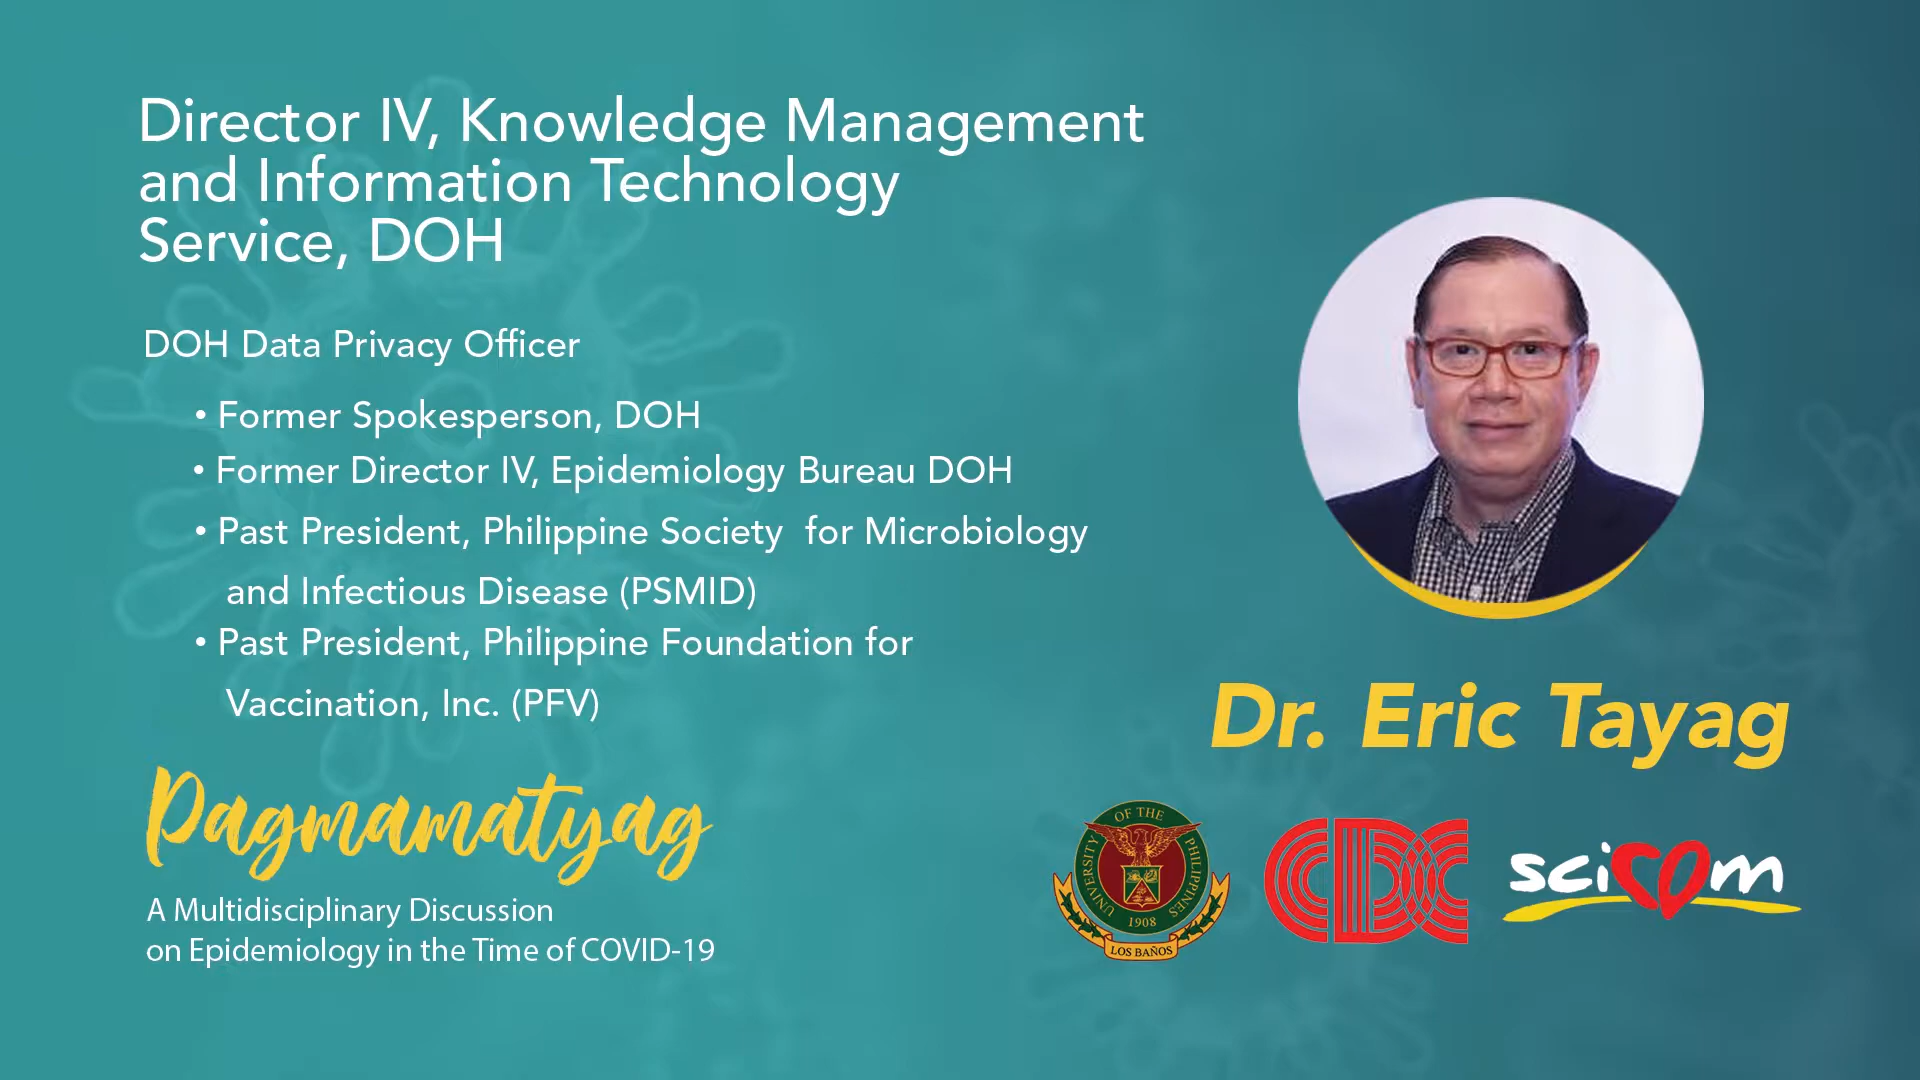 Director IV, Knowledge Management
and Information Technology
Service, DOH
DOH Data Privacy Officer
• Former Spokesperson, DOH
• Former Director IV, Epidemiology Bureau DOH
• Past President, Philippine Society for Microbiology
and Infectious Disease (PSMID)
• Past President, Philippine Foundation for
Vaccination, Inc. (PFV)
Dr. Eric Tayag
Pagmamatyag
A Multidisciplinary Discussion
on Epidemiology in the Time of COVID-19
UNIVERSITY OF THE PHILIPPINES
1908
LOS BAÑOS
CDC
scicom